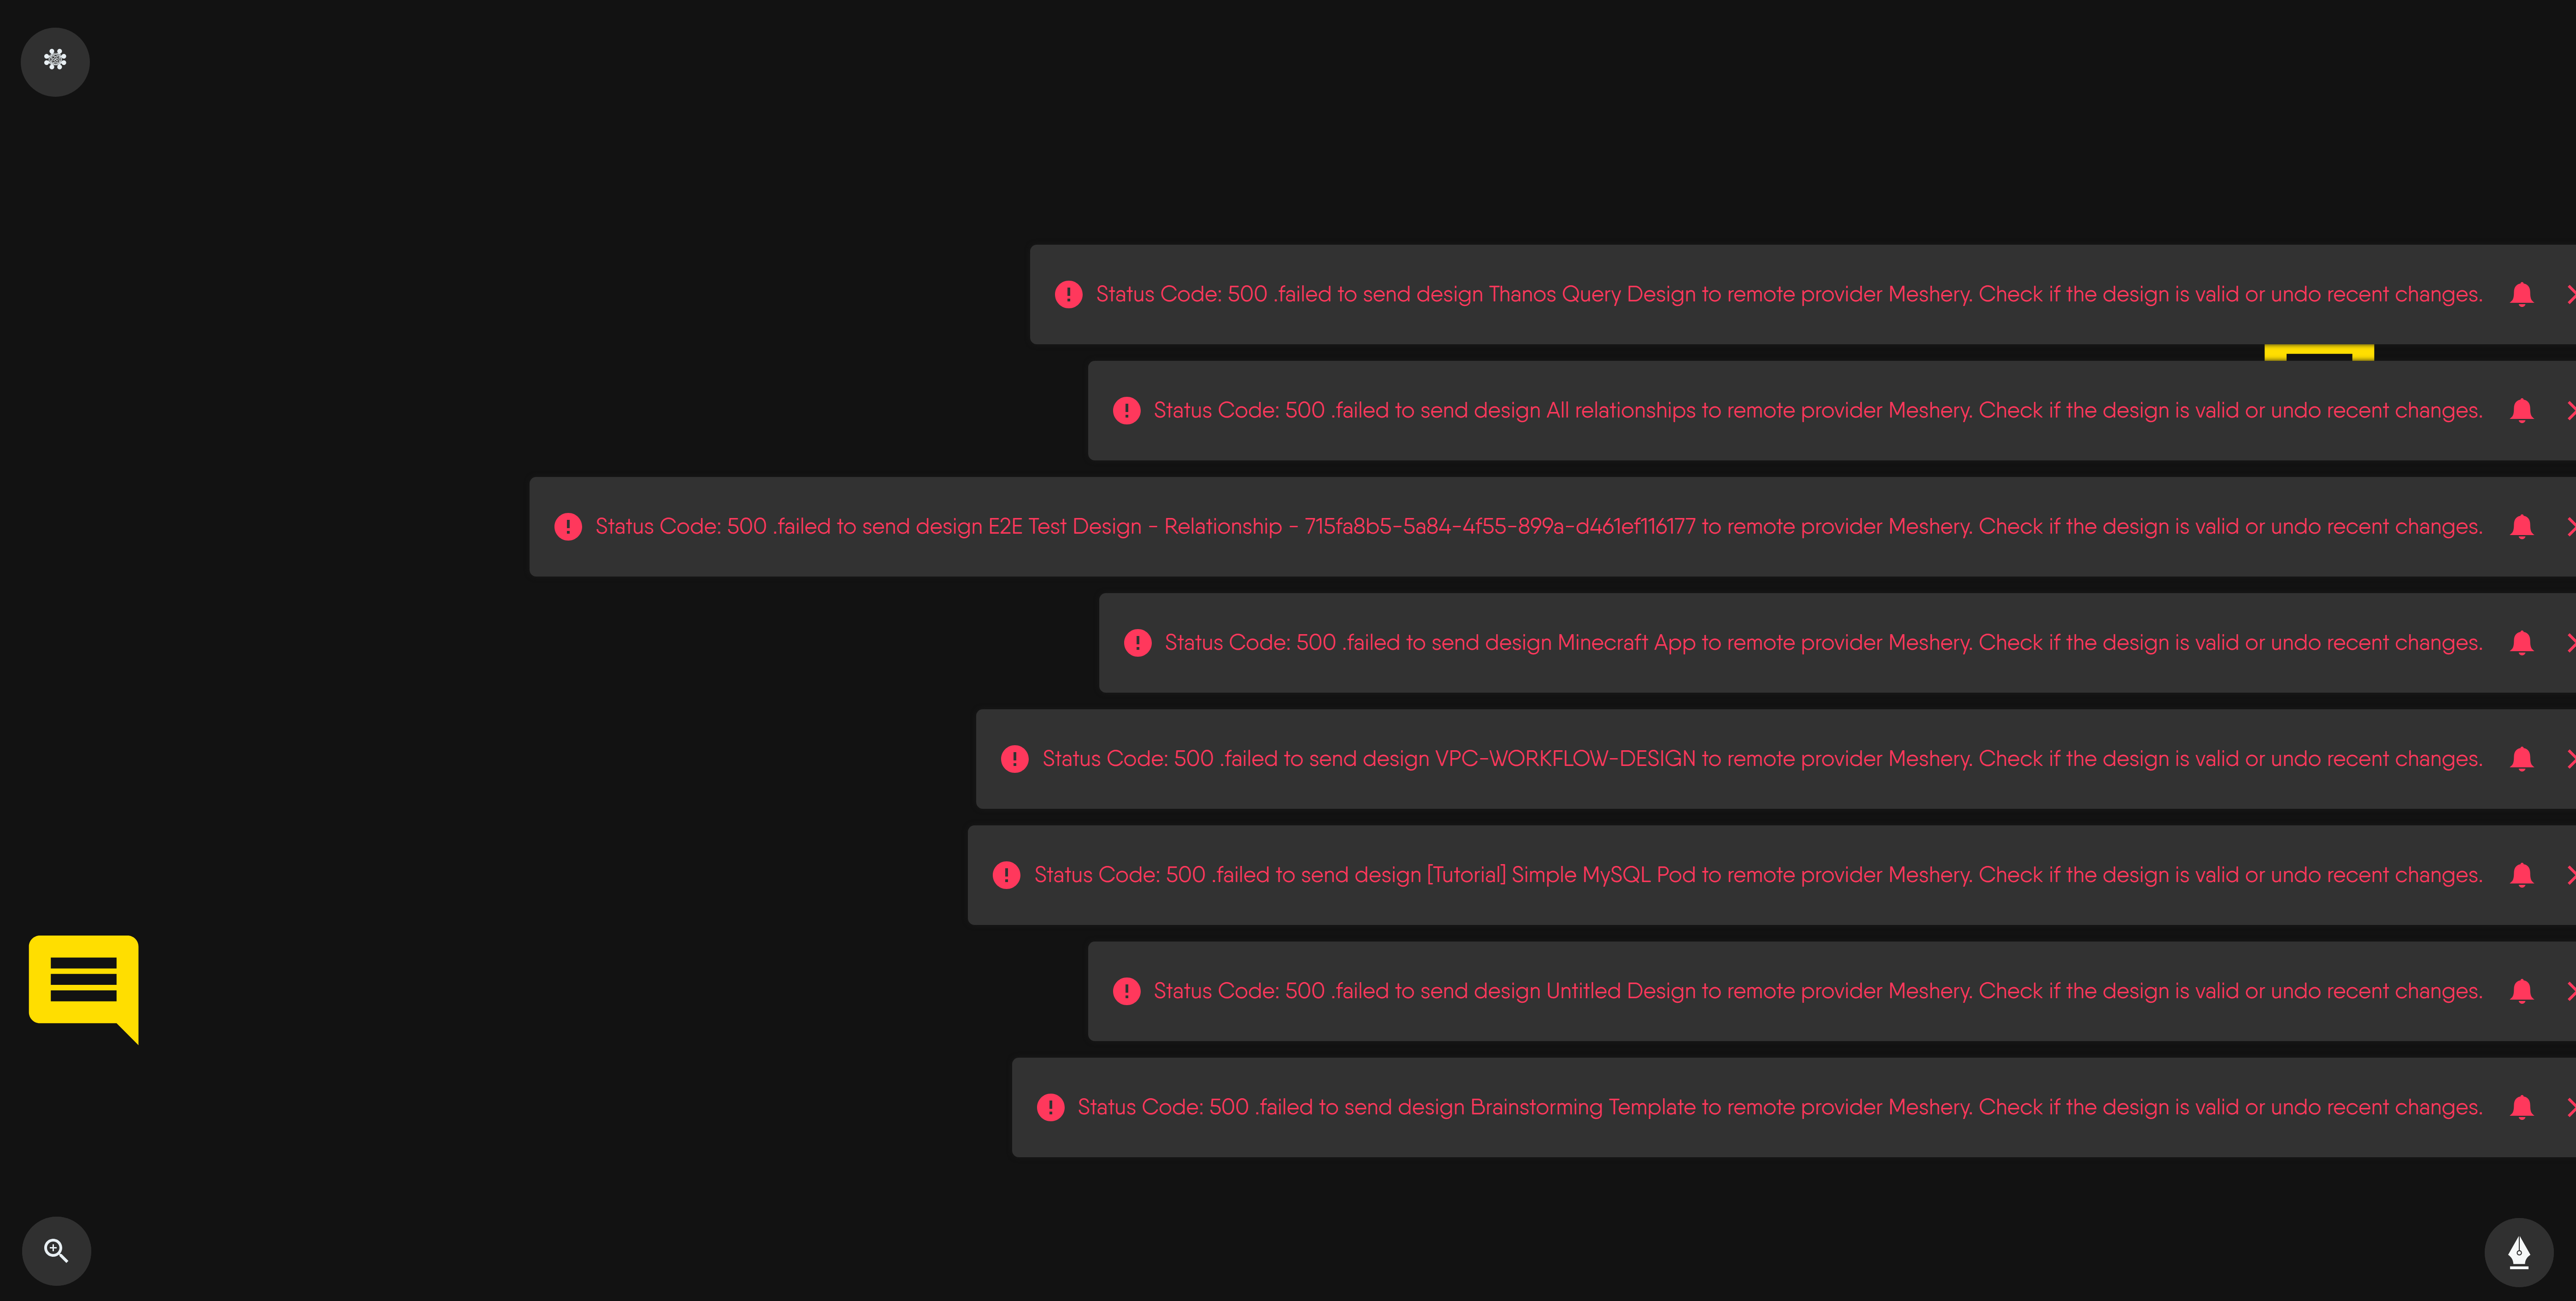 Status Code: 500 .failed to send design Thanos Query Design to remote provider Meshery. Check if the design is valid or undo recent changes.
Status Code: 500 .failed to send design All relationships to remote provider Meshery. Check if the design is valid or undo recent changes.
Status Code: 500 .failed to send design E2E Test Design - Relationship - 715fa8b5-5a84-4f55-899a-d461ef116177 to remote provider Meshery. Check if the design is valid or undo recent changes.
Status Code: 500 .failed to send design Minecraft App to remote provider Meshery. Check if the design is valid or undo recent changes.
Status Code: 500 .failed to send design VPC-WORKFLOW-DESIGN to remote provider Meshery. Check if the design is valid or undo recent changes.
Status Code: 500 .failed to send design [Tutorial] Simple MySQL Pod to remote provider Meshery. Check if the design is valid or undo recent changes.
Status Code: 500 .failed to send design Untitled Design to remote provider Meshery. Check if the design is valid or undo recent changes.
Status Code: 500 .failed to send design Brainstorming Template to remote provider Meshery. Check if the design is valid or undo recent changes.